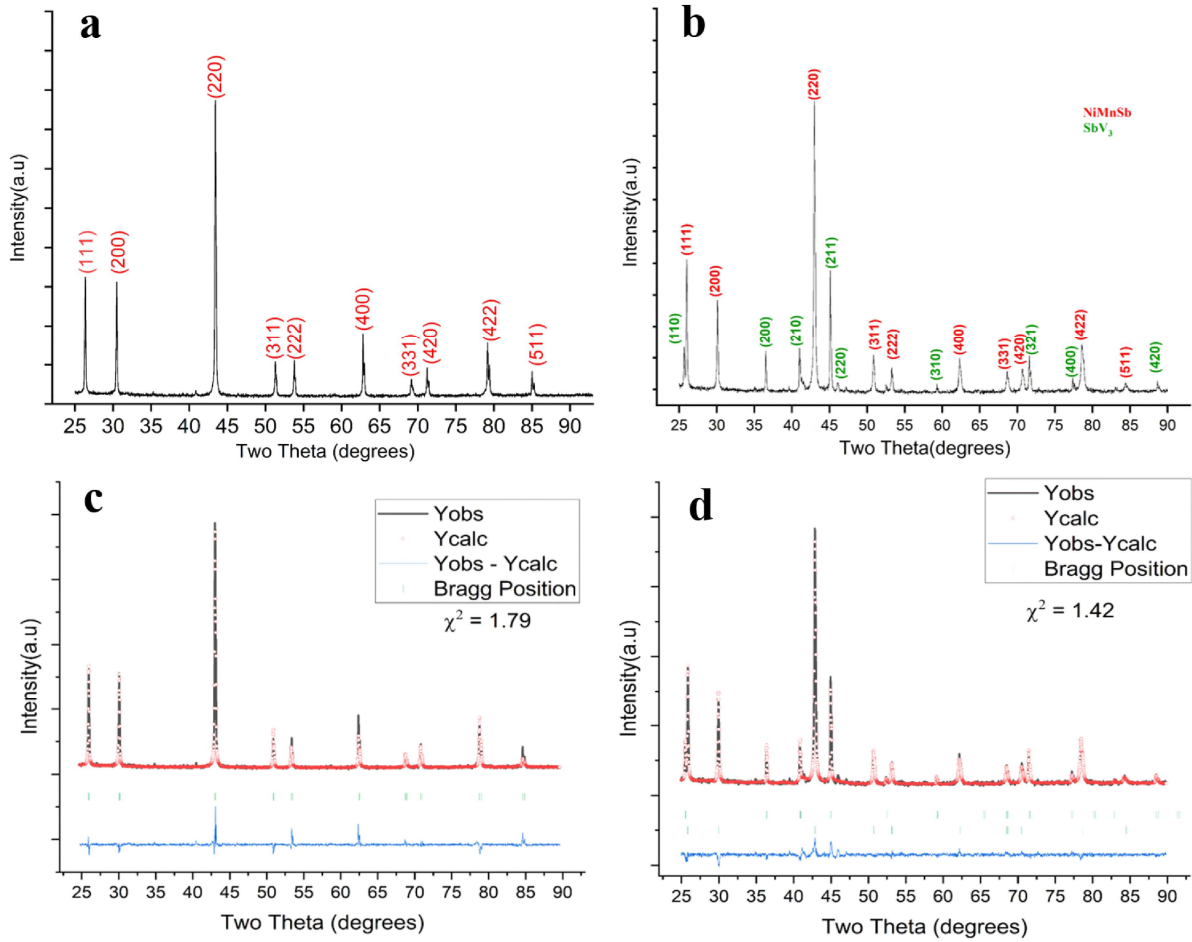 a
Intensity(a.u)
(111)
(200)
(220)
(311)
(222)
(400)
(331)
(420)
(422)
(511)
25 30 35 40 45 50 55 60 65 70 75 80 85 90
Two Theta (degrees)
b
Intensity(a.u)
NiMnSb
SbV3
(110)
(111)
(200)
(200)
(210)
(220)
(211)
(220)
(311)
(222)
(310)
(400)
(331)
(420)
(321)
(400)
(422)
(511)
(420)
25 30 35 40 45 50 55 60 65 70 75 80 85 90
Two Theta(degrees)
c
Yobs
Ycalc
Yobs - Ycalc
Bragg Position
χ² = 1.79
Intensity(a.u)
25 30 35 40 45 50 55 60 65 70 75 80 85 90
Two Theta (degrees)
d
Yobs
Ycalc
Yobs-Ycalc
Bragg Position
χ² = 1.42
Intensity(a.u)
25 30 35 40 45 50 55 60 65 70 75 80 85 90
Two Theta (degrees)